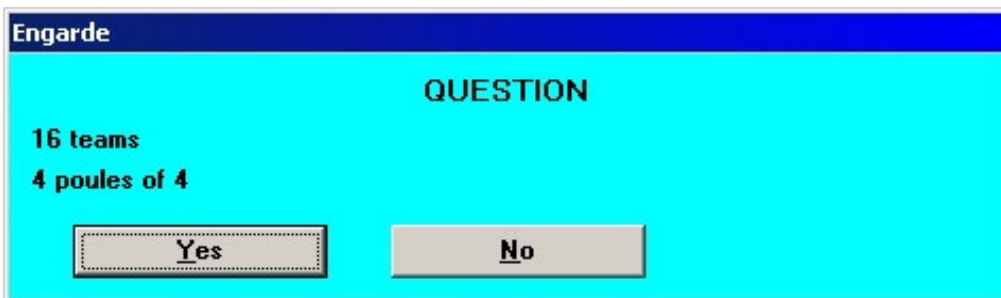 Engarde
QUESTION
16 teams
4 poules of 4
Yes No